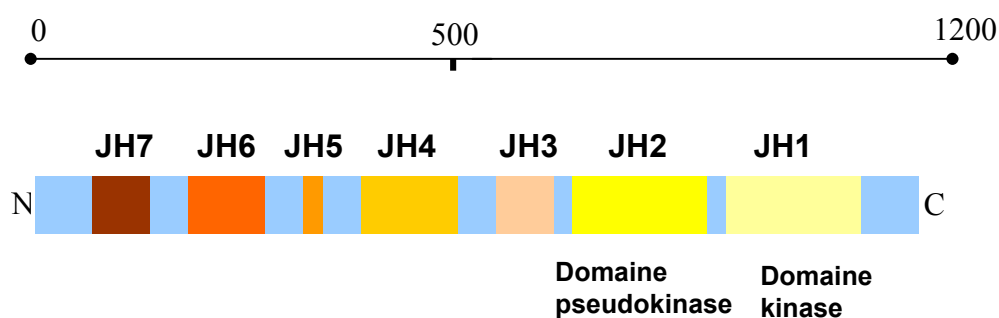 0 500 1200
JH7 JH6 JH5 JH4 JH3 JH2 JH1
N C
Domaine pseudokinase
Domaine kinase